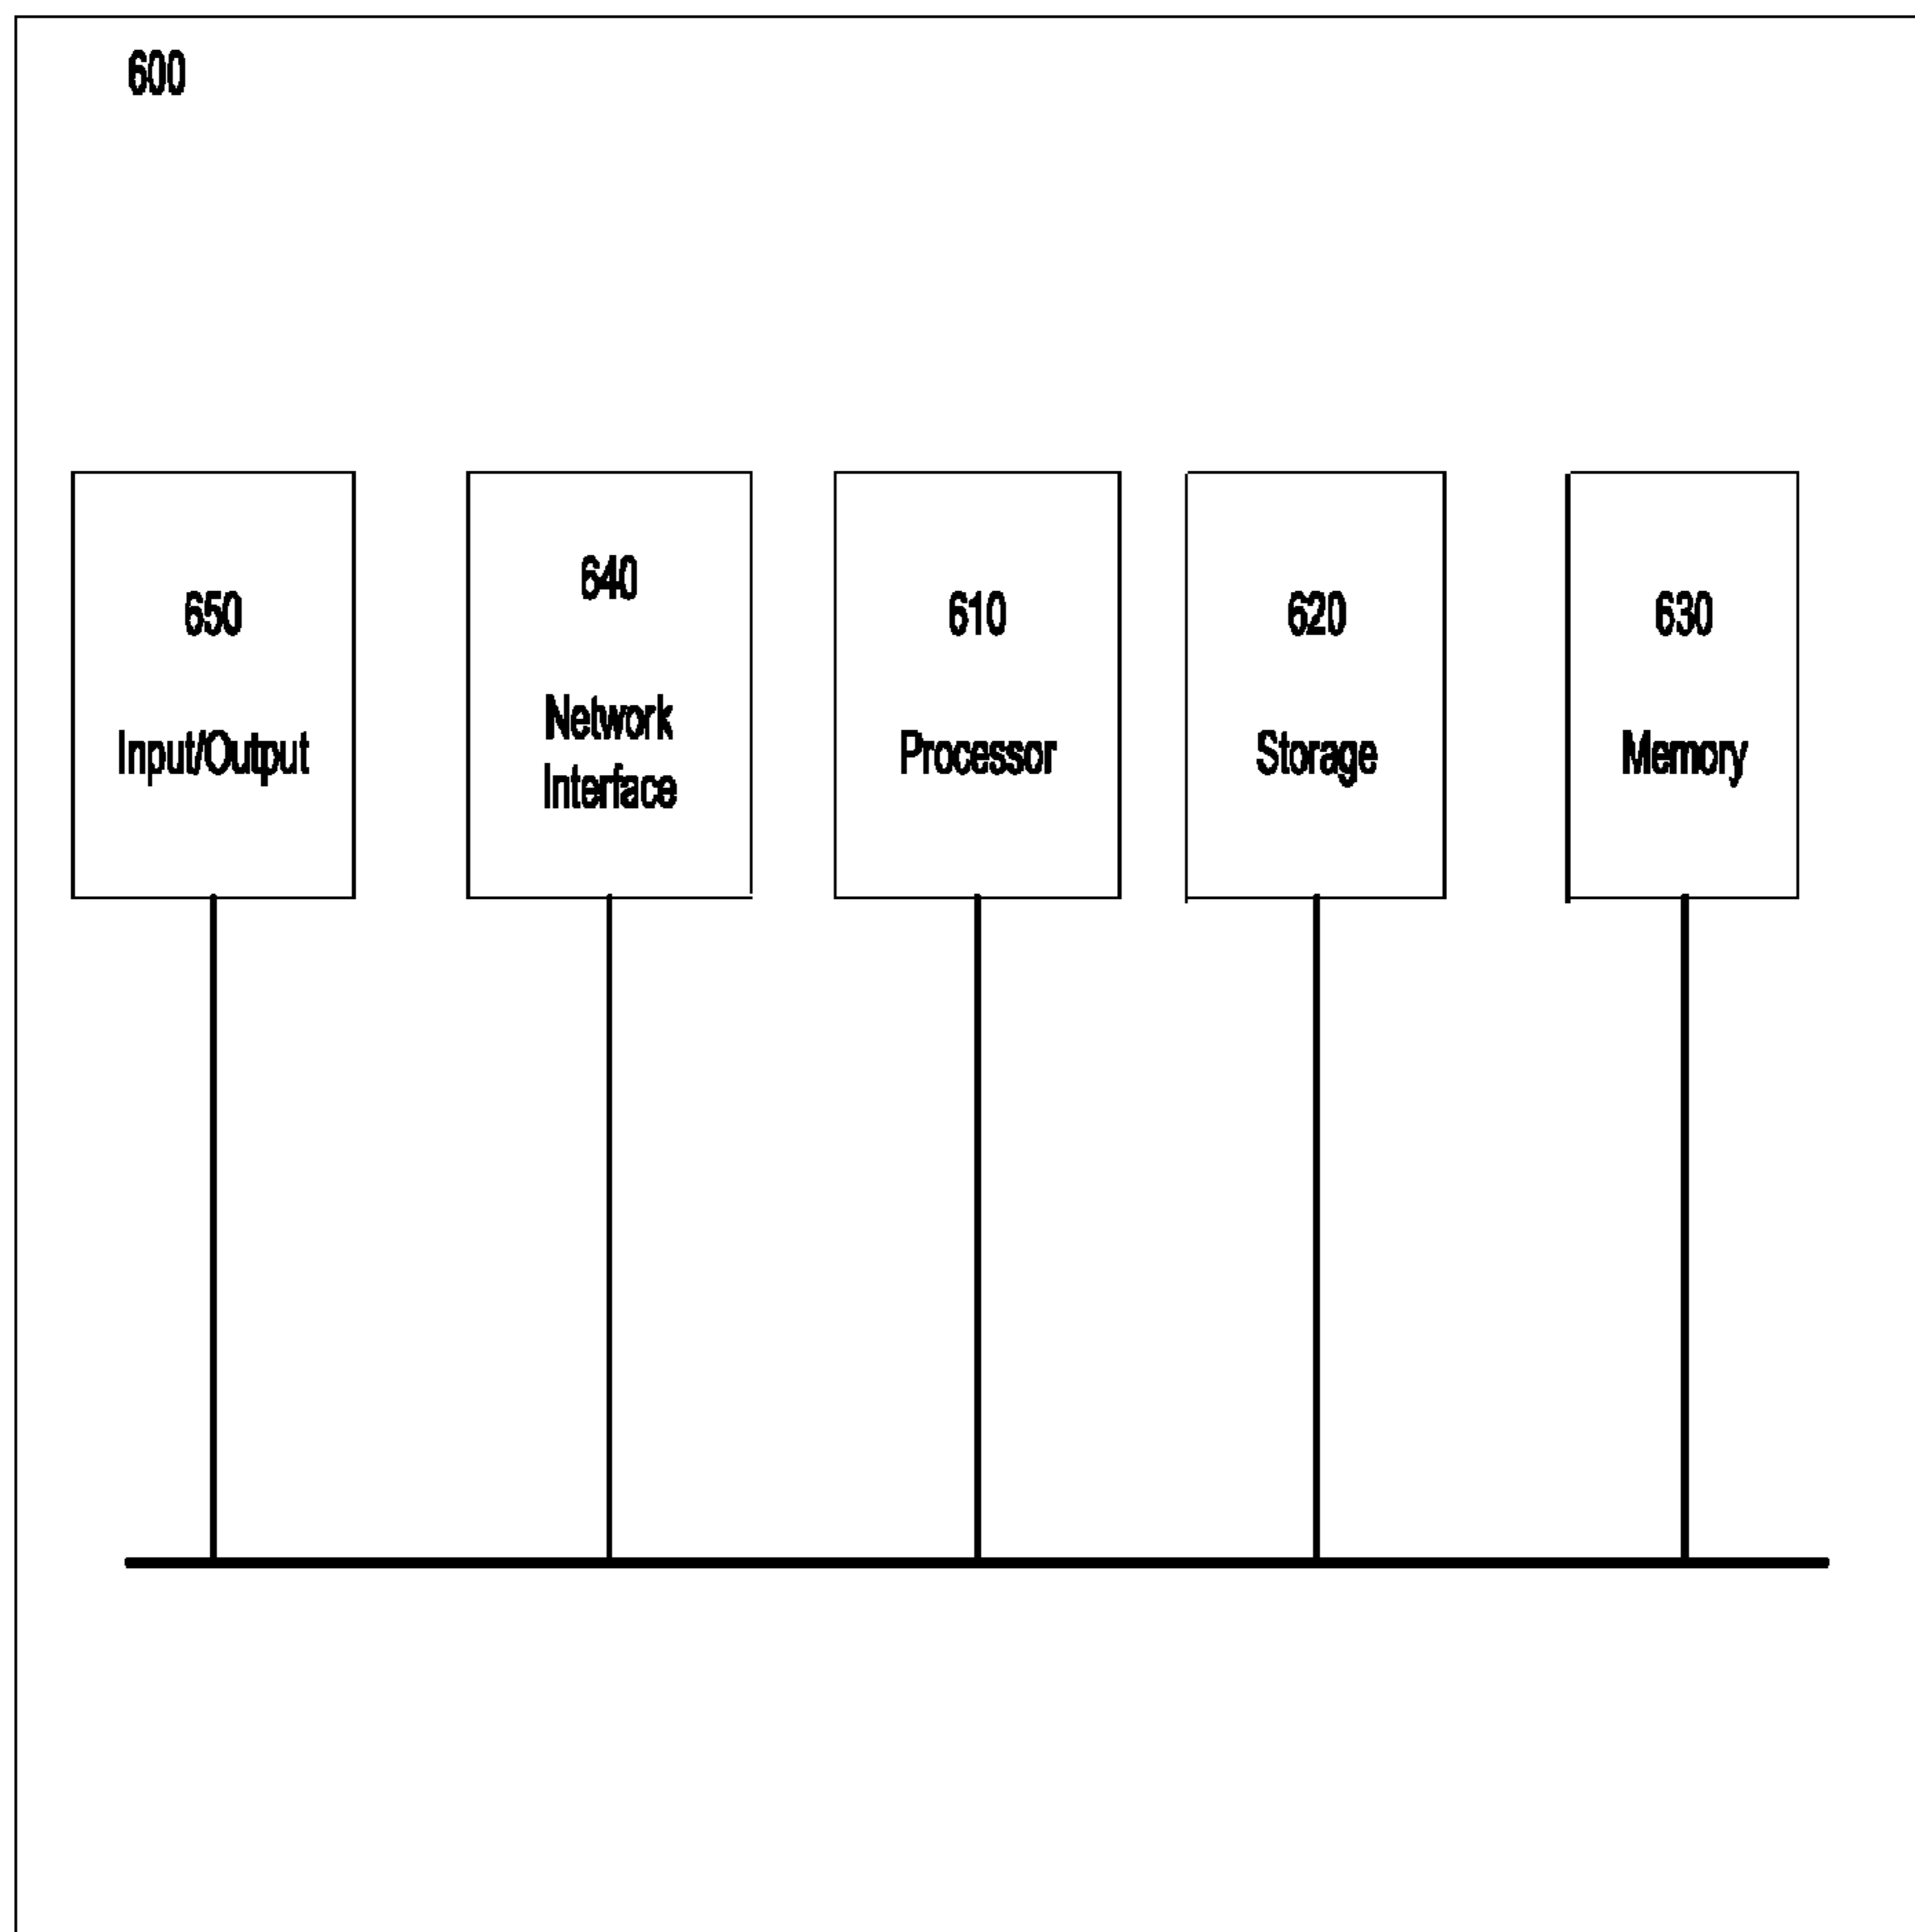 600
650
Input/Output
640
Network
Interface
610
Processor
620
Storage
630
Memory